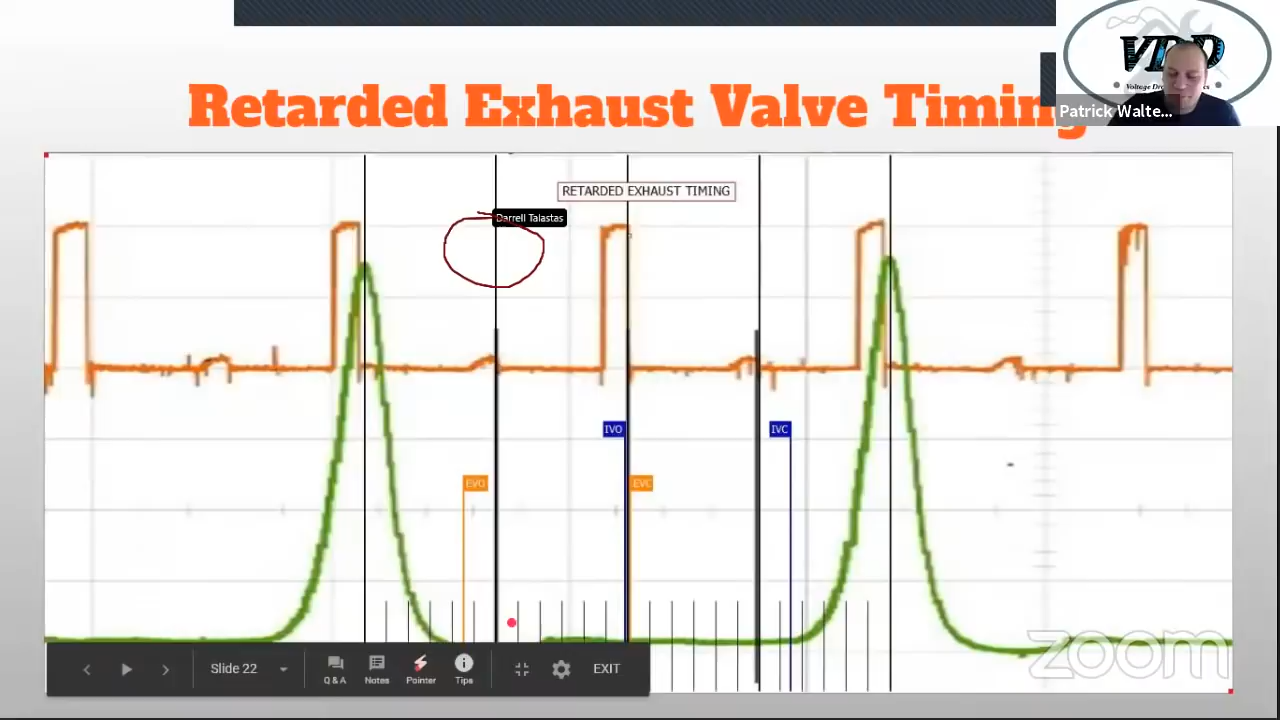 VDD
Patrick Walte...
Retarded Exhaust Valve Timing
RETARDED EXHAUST TIMING
Darrell Talastas
IVO
IVC
EVO
EVC
zoom
Slide 22
Q & A
Notes
Pointer
Tips
EXIT